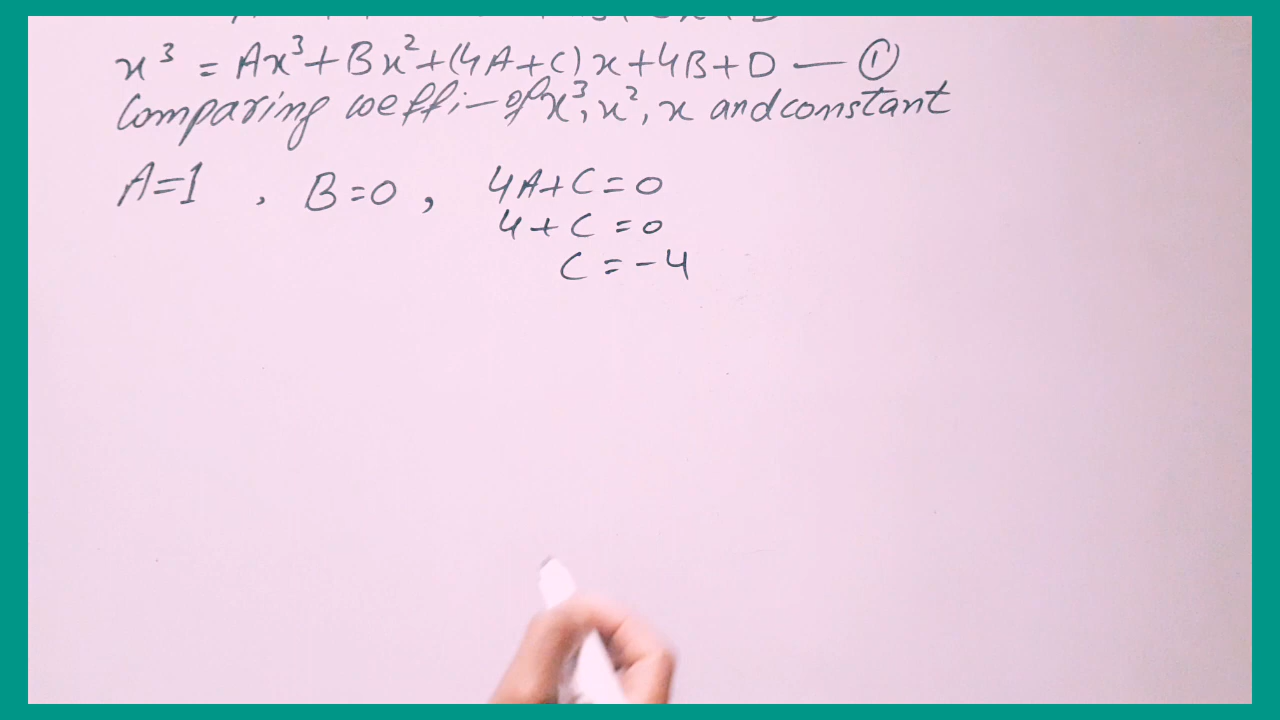 x³ = Ax³+Bx²+(4A+C)x+4B+D — ①
Comparing coeffi- of x³, x², x and constant
A=1 , B=0 , 4A+C=0
4+C=0
C=-4